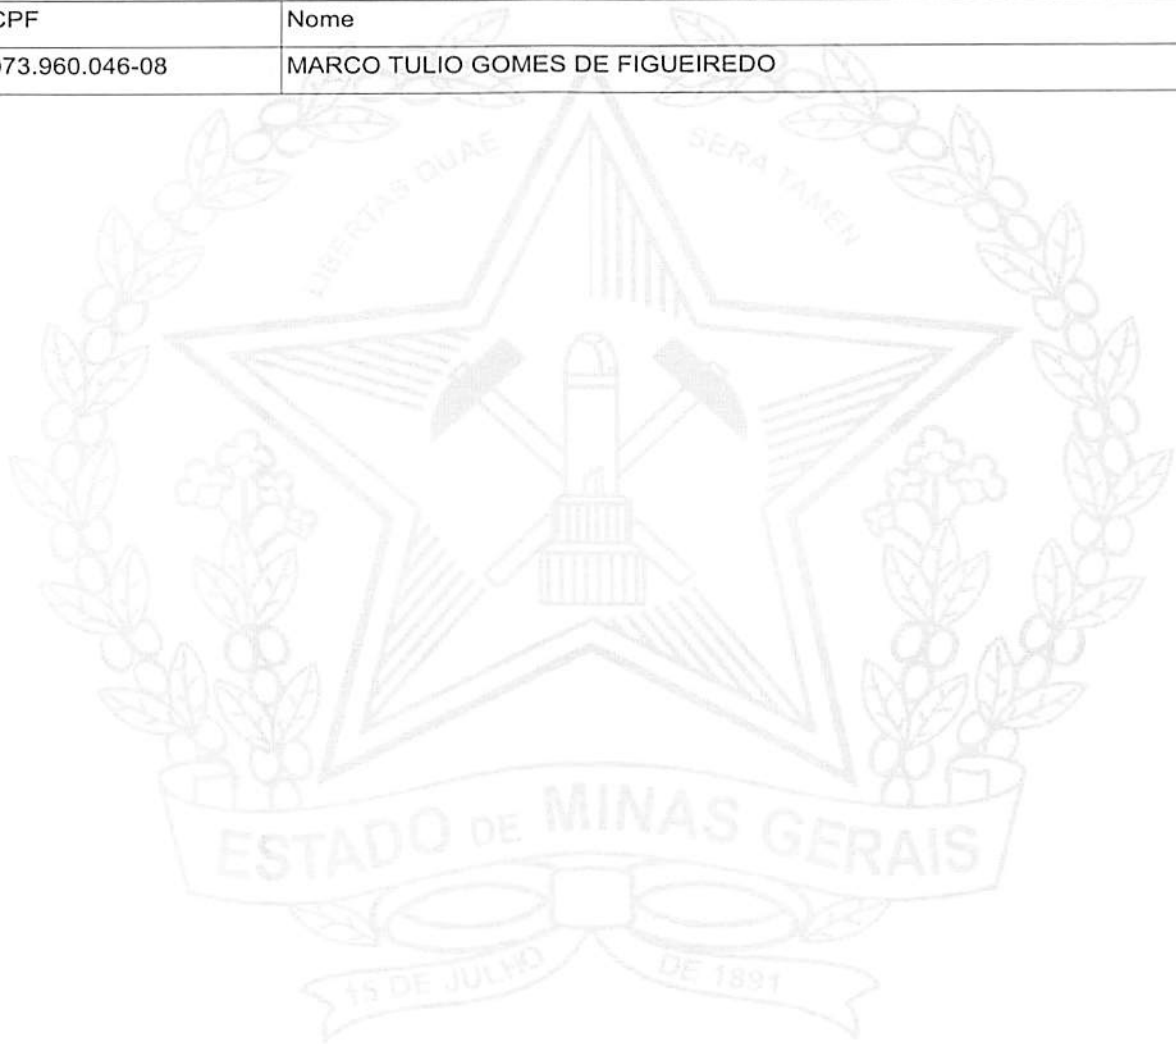 CPF Nome
073.960.046-08 MARCO TULIO GOMES DE FIGUEIREDO
LIBERTAS QUAE SERA TAMEN
ESTADO DE MINAS GERAIS
15 DE JULHO DE 1891